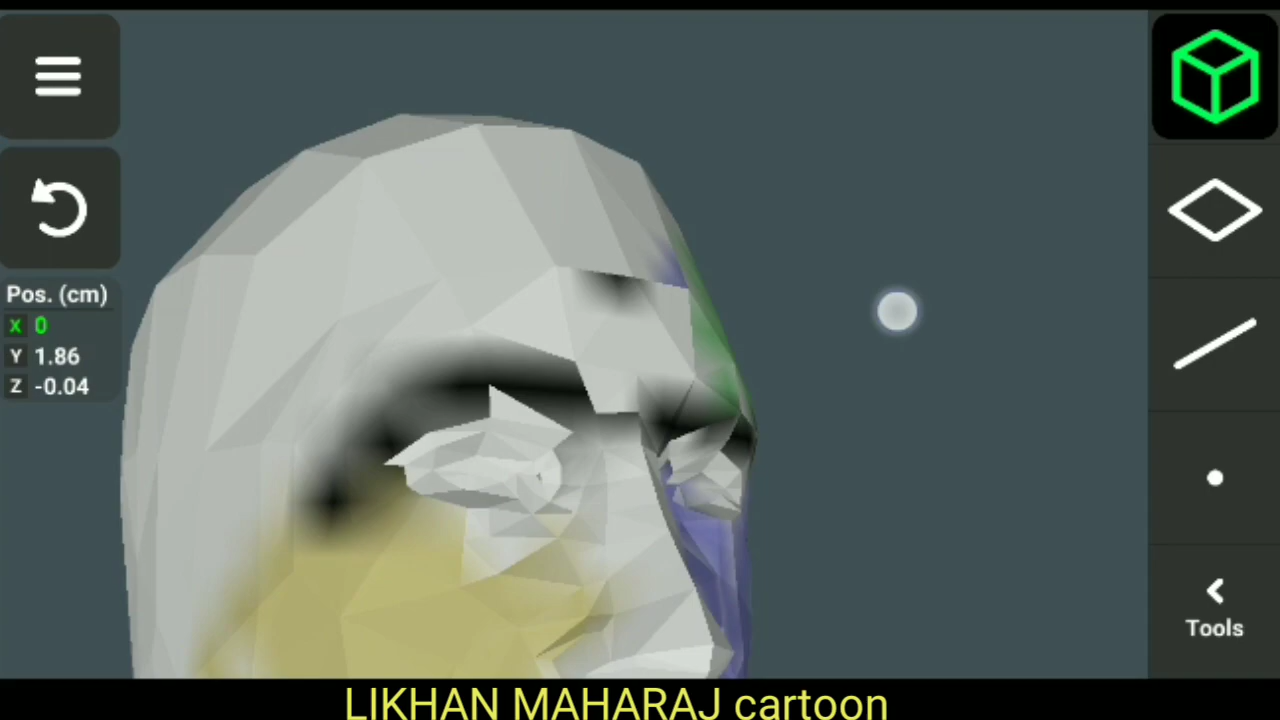 Pos. (cm)
X 0
Y 1.86
Z -0.04
Tools
LIKHAN MAHARAJ cartoon